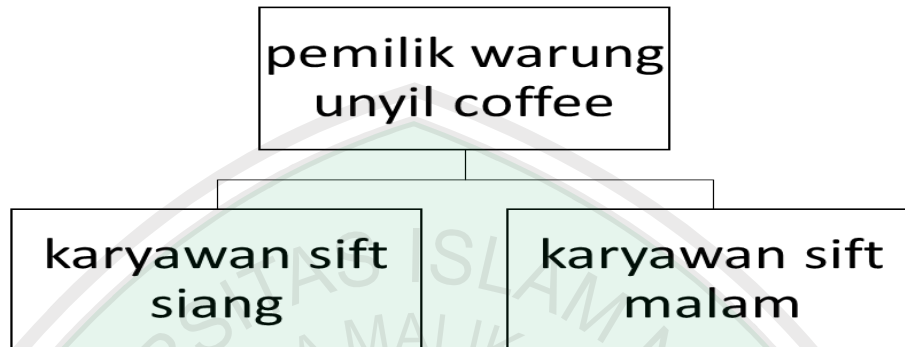 pemilik warung
unyil coffee
karyawan sift
siang
karyawan sift
malam